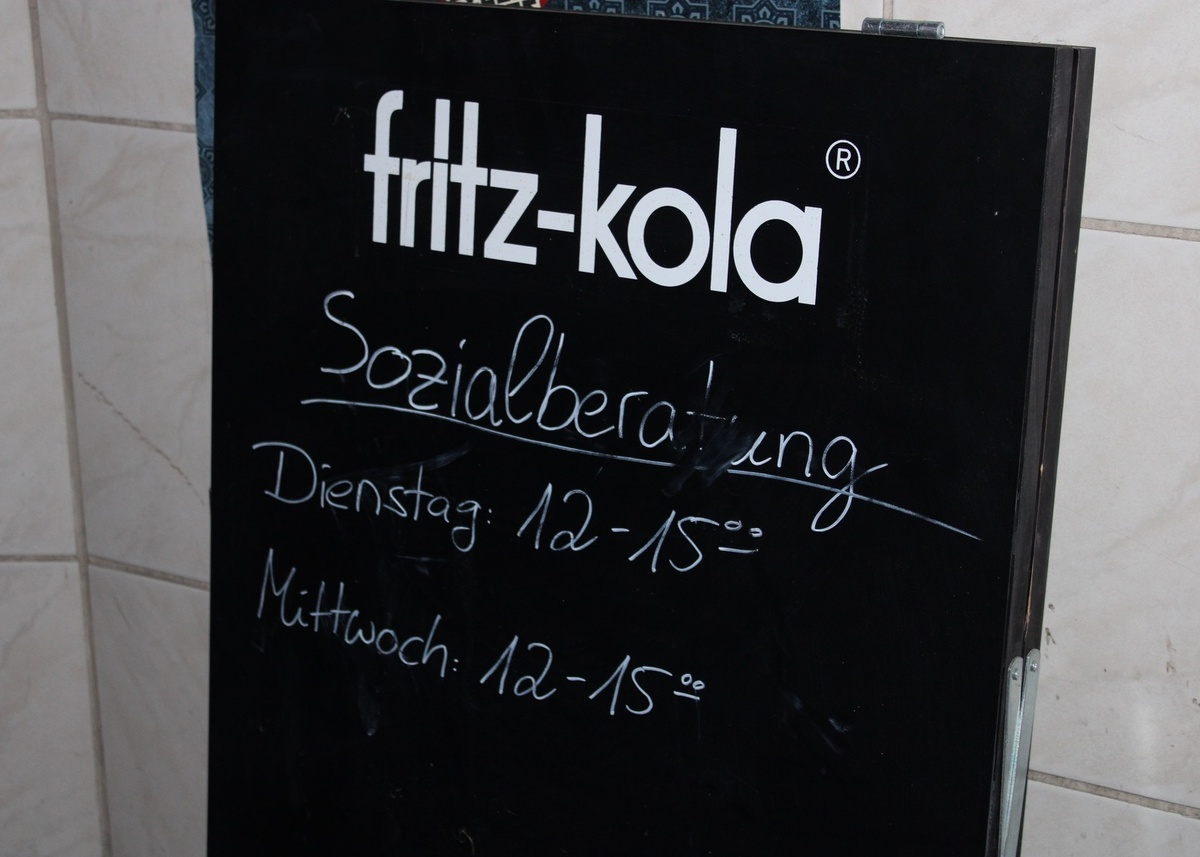 fritz-kola®
Sozialberatung
Dienstag: 12-15⁰⁰
Mittwoch: 12-15⁰⁰